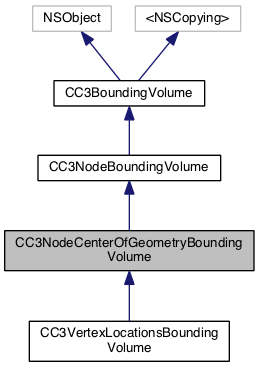 NSObject
<NSCopying>
CC3BoundingVolume
CC3NodeBoundingVolume
CC3NodeCenterOfGeometryBounding
Volume
CC3VertexLocationsBounding
Volume